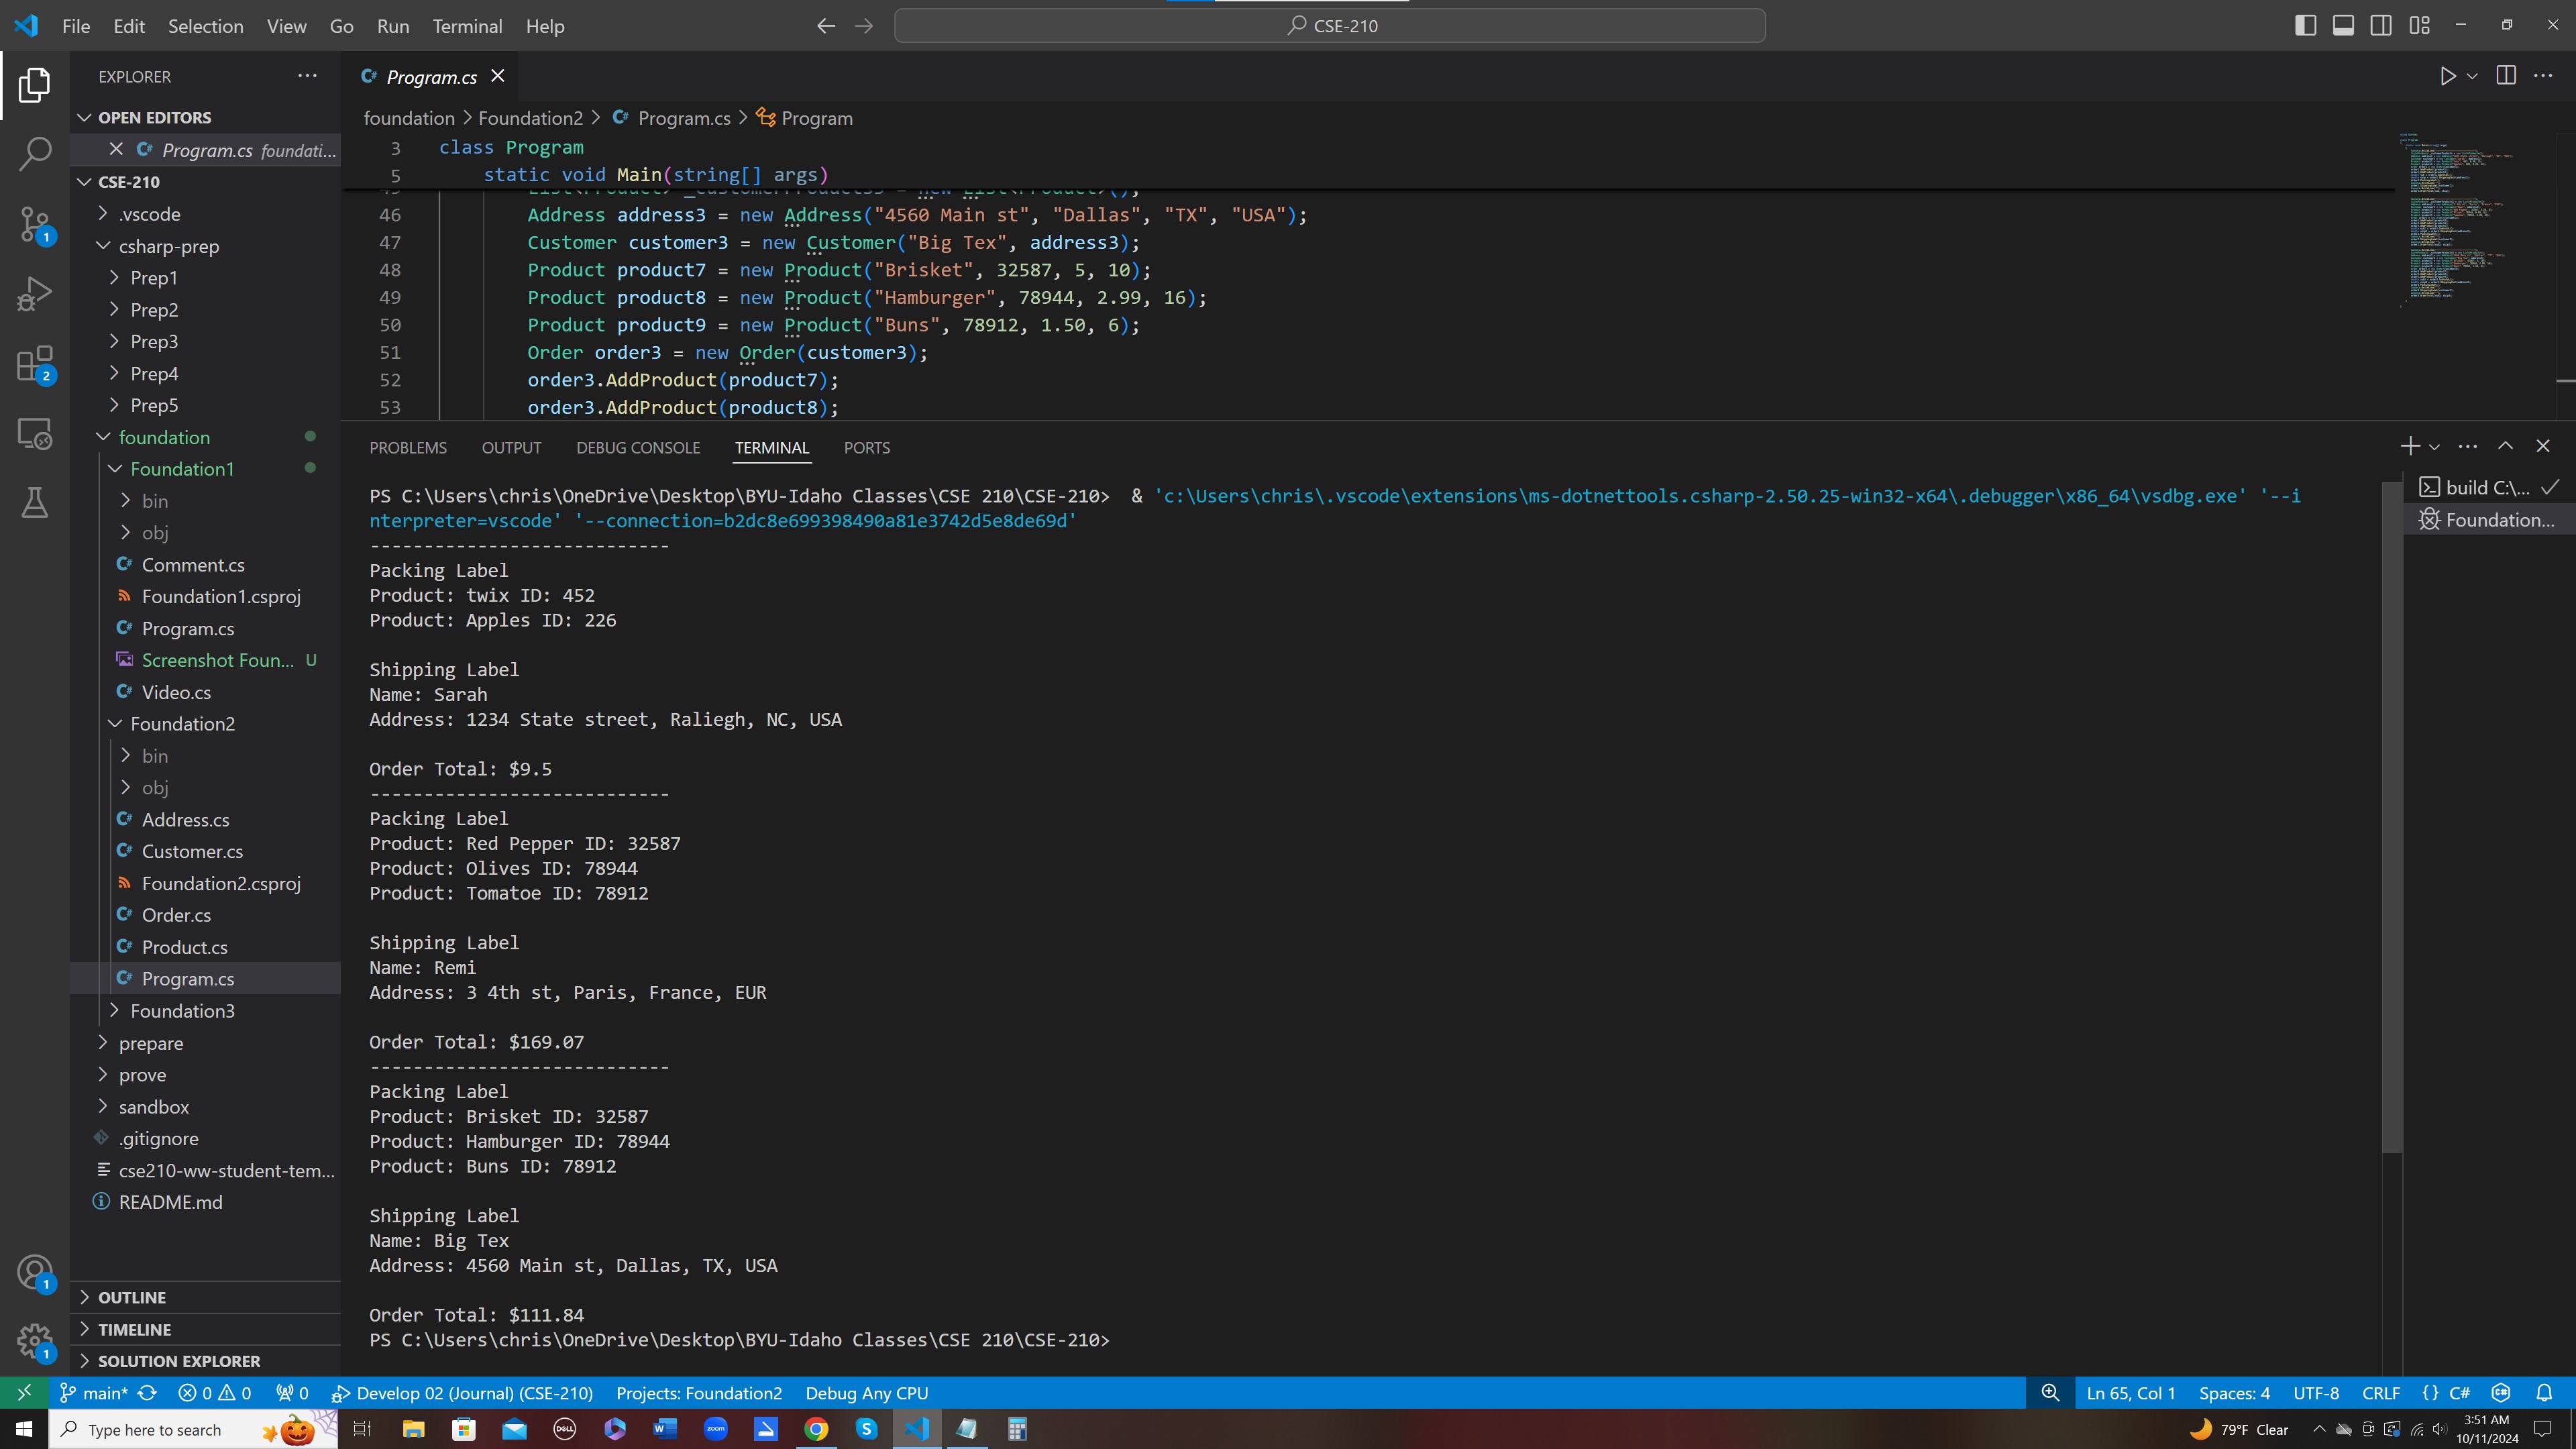 File Edit Selection View Go Run Terminal Help
CSE-210
EXPLORER
Program.cs
OPEN EDITORS
Program.cs foundati...
CSE-210
.vscode
csharp-prep
Prep1
Prep2
Prep3
Prep4
Prep5
foundation
Foundation1
bin
obj
Comment.cs
Foundation1.csproj
Program.cs
Screenshot Foun... U
Video.cs
Foundation2
bin
obj
Address.cs
Customer.cs
Foundation2.csproj
Order.cs
Product.cs
Program.cs
Foundation3
prepare
prove
sandbox
.gitignore
cse210-ww-student-tem...
README.md
OUTLINE
TIMELINE
SOLUTION EXPLORER
foundation > Foundation2 > Program.cs > Program
3 class Program
5 static void Main(string[] args)
46 Address address3 = new Address("4560 Main st", "Dallas", "TX", "USA");
47 Customer customer3 = new Customer("Big Tex", address3);
48 Product product7 = new Product("Brisket", 32587, 5, 10);
49 Product product8 = new Product("Hamburger", 78944, 2.99, 16);
50 Product product9 = new Product("Buns", 78912, 1.50, 6);
51 Order order3 = new Order(customer3);
52 order3.AddProduct(product7);
53 order3.AddProduct(product8);
PROBLEMS OUTPUT DEBUG CONSOLE TERMINAL PORTS
build C:\...
Foundation...
PS C:\Users\chris\OneDrive\Desktop\BYU-Idaho Classes\CSE 210\CSE-210>  & 'c:\Users\chris\.vscode\extensions\ms-dotnettools.csharp-2.50.25-win32-x64\.debugger\x86_64\vsdbg.exe' '--i
nterpreter=vscode' '--connection=b2dc8e699398490a81e3742d5e8de69d'
----------------------------
Packing Label
Product: twix ID: 452
Product: Apples ID: 226
Shipping Label
Name: Sarah
Address: 1234 State street, Raliegh, NC, USA
Order Total: $9.5
----------------------------
Packing Label
Product: Red Pepper ID: 32587
Product: Olives ID: 78944
Product: Tomatoe ID: 78912
Shipping Label
Name: Remi
Address: 3 4th st, Paris, France, EUR
Order Total: $169.07
----------------------------
Packing Label
Product: Brisket ID: 32587
Product: Hamburger ID: 78944
Product: Buns ID: 78912
Shipping Label
Name: Big Tex
Address: 4560 Main st, Dallas, TX, USA
Order Total: $111.84
PS C:\Users\chris\OneDrive\Desktop\BYU-Idaho Classes\CSE 210\CSE-210>
main* 0 0 0 Develop 02 (Journal) (CSE-210) Projects: Foundation2 Debug Any CPU Ln 65, Col 1 Spaces: 4 UTF-8 CRLF {} C#
Type here to search 79°F Clear 3:51 AM
10/11/2024